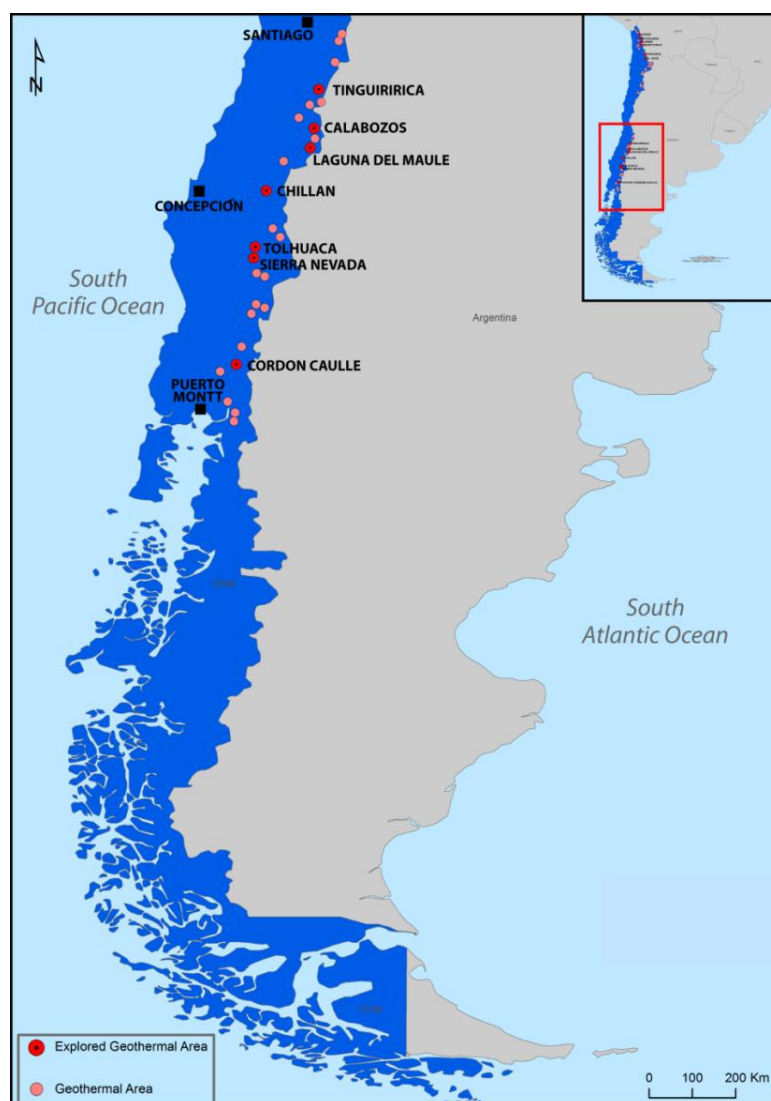 SANTIAGO
TINGUIRIRICA
CALABOZOS
LAGUNA DEL MAULE
CHILLAN
CONCEPCIÓN
TOLHUACA
SIERRA NEVADA
South
Pacific Ocean
Argentina
CORDON CAULLE
PUERTO
MONTT
South
Atlantic Ocean
Explored Geothermal Area
Geothermal Area
0 100 200 Km